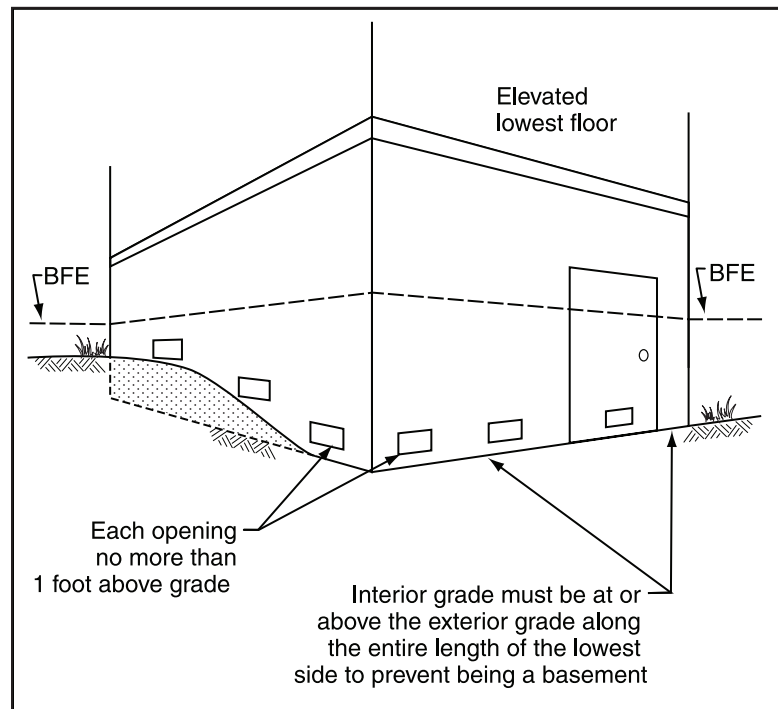 Elevated
lowest floor
BFE
BFE
Each opening
no more than
1 foot above grade
Interior grade must be at or
above the exterior grade along
the entire length of the lowest
side to prevent being a basement